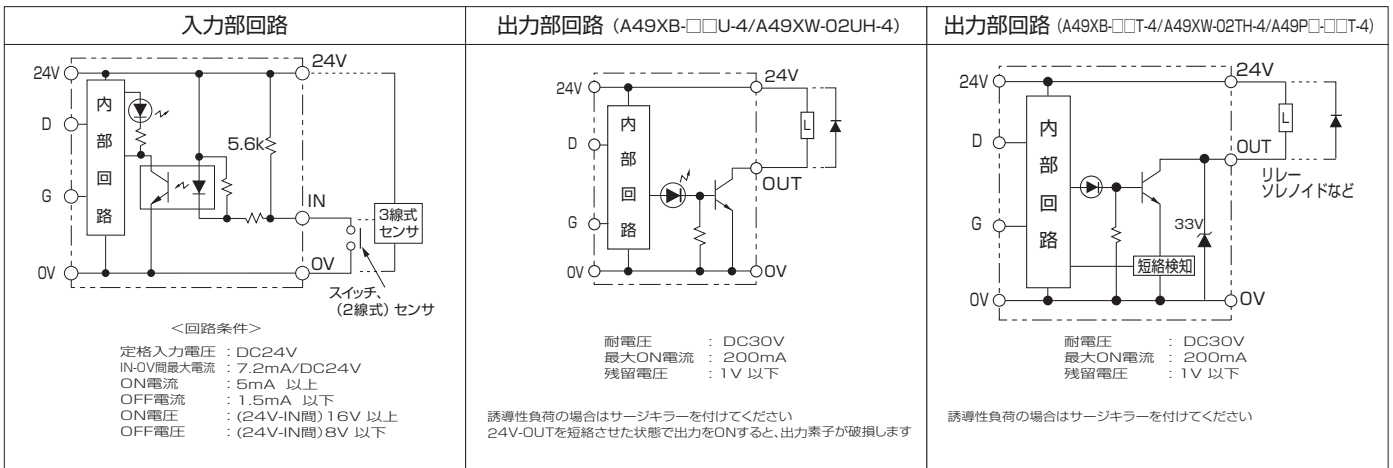 入力部回路
24V
24V
内部回路
D
5.6k
G
IN
3線式
センサ
0V
0V
スイッチ、
(2線式) センサ
<回路条件>
定格入力電圧 : DC24V
IN-0V間最大電流 : 7.2mA/DC24V
ON電流 : 5mA 以上
OFF電流 : 1.5mA 以下
ON電圧 : (24V-IN間)16V 以上
OFF電圧 : (24V-IN間)8V 以下
出力部回路 (A49XB-□□U-4/A49XW-02UH-4)
24V
24V
内部回路
L
D
OUT
G
0V
0V
耐電圧 : DC30V
最大ON電流 : 200mA
残留電圧 : 1V 以下
誘導性負荷の場合はサージキラーを付けてください
24V-OUTを短絡させた状態で出力をONすると、出力素子が破損します
出力部回路 (A49XB-□□T-4/A49XW-02TH-4/A49P□-□□T-4)
24V
24V
内部回路
L
D
OUT
リレー
ソレノイドなど
G
33V
短絡検知
0V
0V
耐電圧 : DC30V
最大ON電流 : 200mA
残留電圧 : 1V 以下
誘導性負荷の場合はサージキラーを付けてください